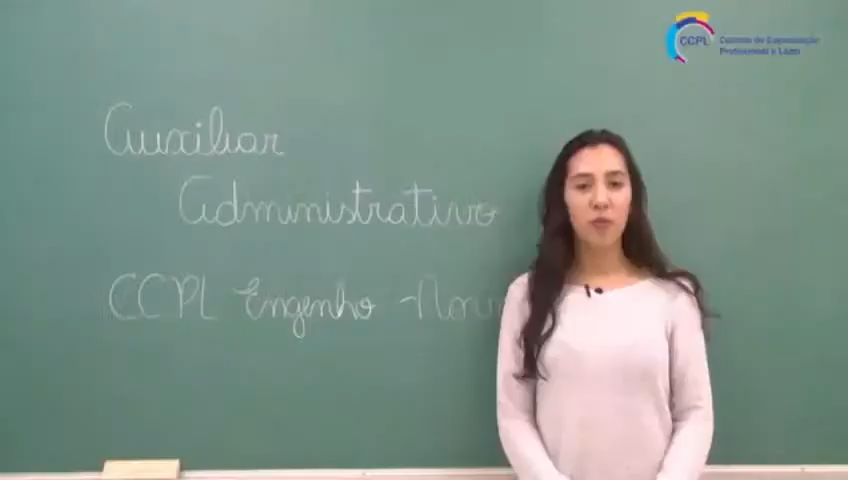 Auxiliar
Administrativo
CCPL Engenho
CCPL
Centros de Capacitação
Profissional e Lazer